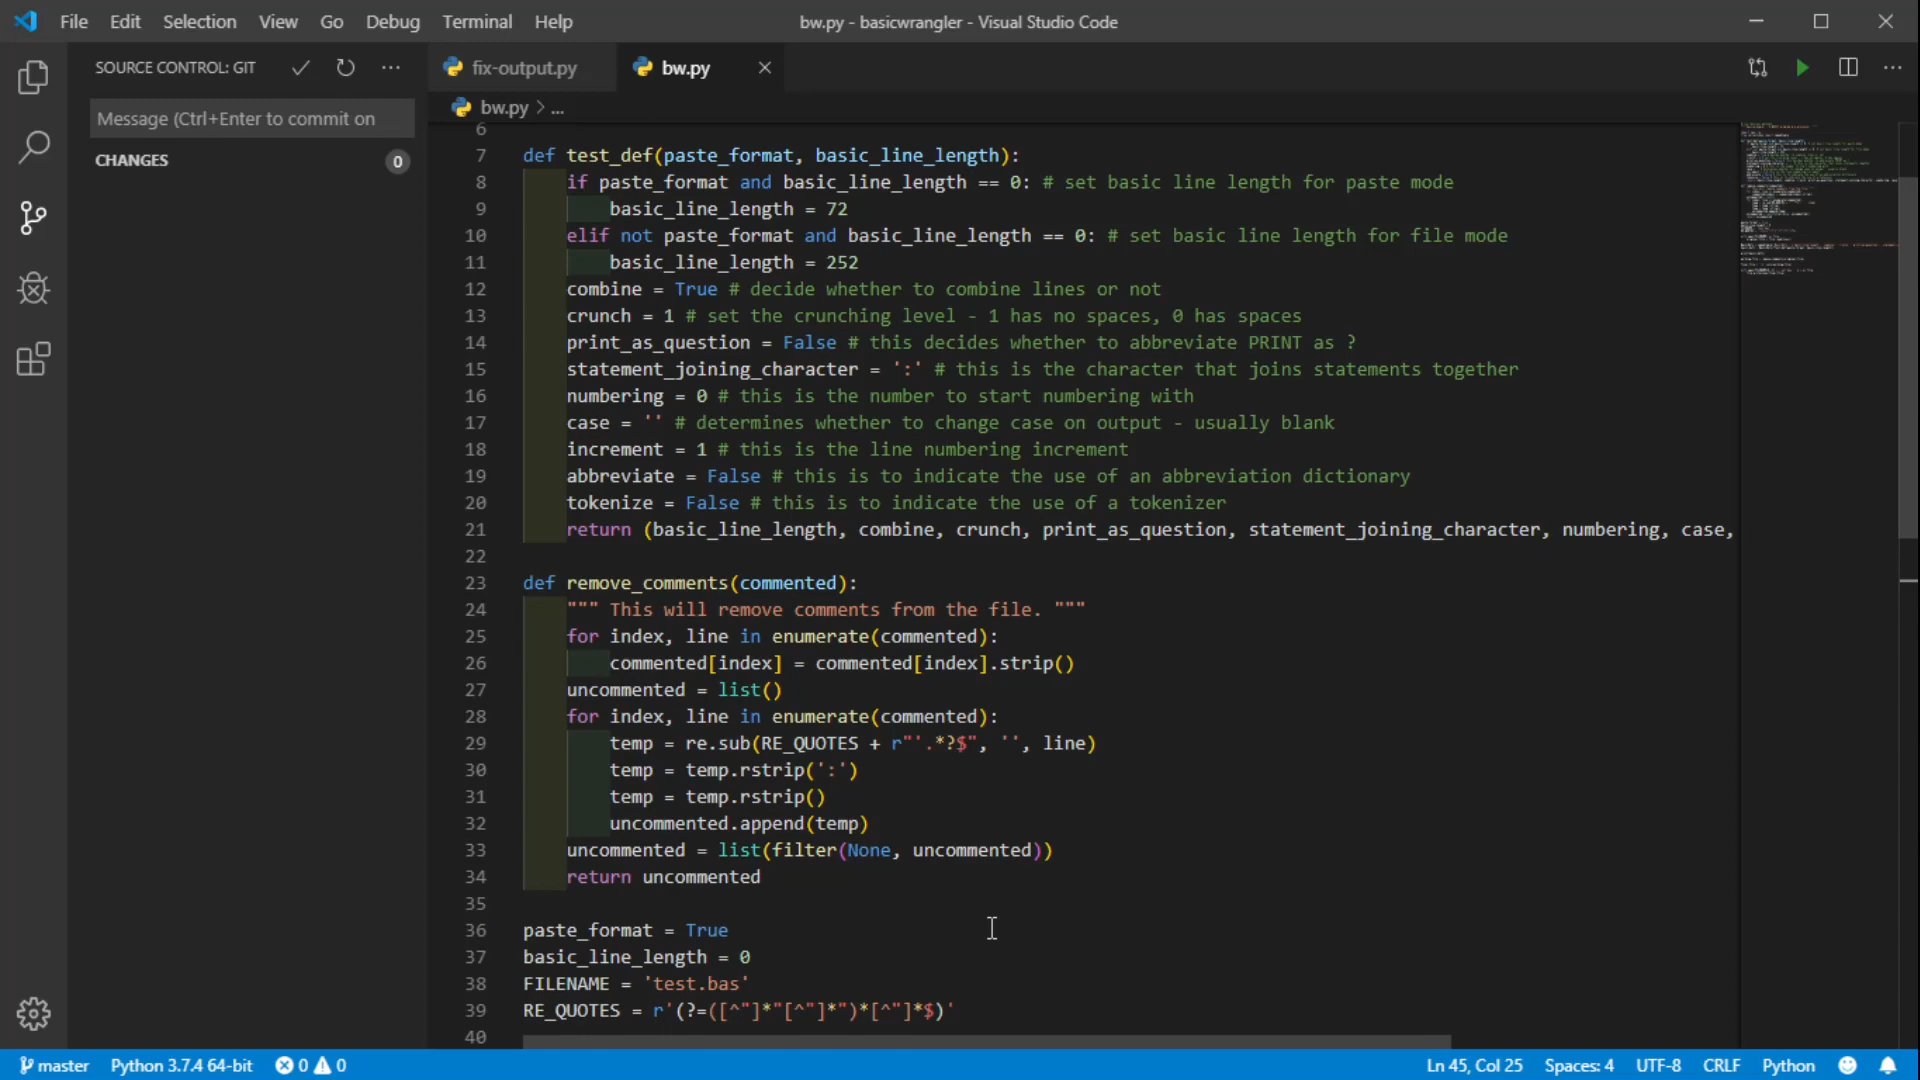 File Edit Selection View Go Debug Terminal Help
bw.py - basicwrangler - Visual Studio Code
SOURCE CONTROL: GIT
Message (Ctrl+Enter to commit on
CHANGES 0
fix-output.py bw.py
bw.py > ...
6
7 def test_def(paste_format, basic_line_length):
8     if paste_format and basic_line_length == 0: # set basic line length for paste mode
9         basic_line_length = 72
10     elif not paste_format and basic_line_length == 0: # set basic line length for file mode
11         basic_line_length = 252
12     combine = True # decide whether to combine lines or not
13     crunch = 1 # set the crunching level - 1 has no spaces, 0 has spaces
14     print_as_question = False # this decides whether to abbreviate PRINT as ?
15     statement_joining_character = ':' # this is the character that joins statements together
16     numbering = 0 # this is the number to start numbering with
17     case = '' # determines whether to change case on output - usually blank
18     increment = 1 # this is the line numbering increment
19     abbreviate = False # this is to indicate the use of an abbreviation dictionary
20     tokenize = False # this is to indicate the use of a tokenizer
21     return (basic_line_length, combine, crunch, print_as_question, statement_joining_character, numbering, case,
22
23 def remove_comments(commented):
24     """ This will remove comments from the file. """
25     for index, line in enumerate(commented):
26         commented[index] = commented[index].strip()
27     uncommented = list()
28     for index, line in enumerate(commented):
29         temp = re.sub(RE_QUOTES + r"'.*?$", '', line)
30         temp = temp.rstrip(':')
31         temp = temp.rstrip()
32         uncommented.append(temp)
33     uncommented = list(filter(None, uncommented))
34     return uncommented
35
36 paste_format = True
37 basic_line_length = 0
38 FILENAME = 'test.bas'
39 RE_QUOTES = r'(?=([^"]*"[^"]*")*[^"]*$)'
40
master Python 3.7.4 64-bit 0 0 Ln 45, Col 25 Spaces: 4 UTF-8 CRLF Python